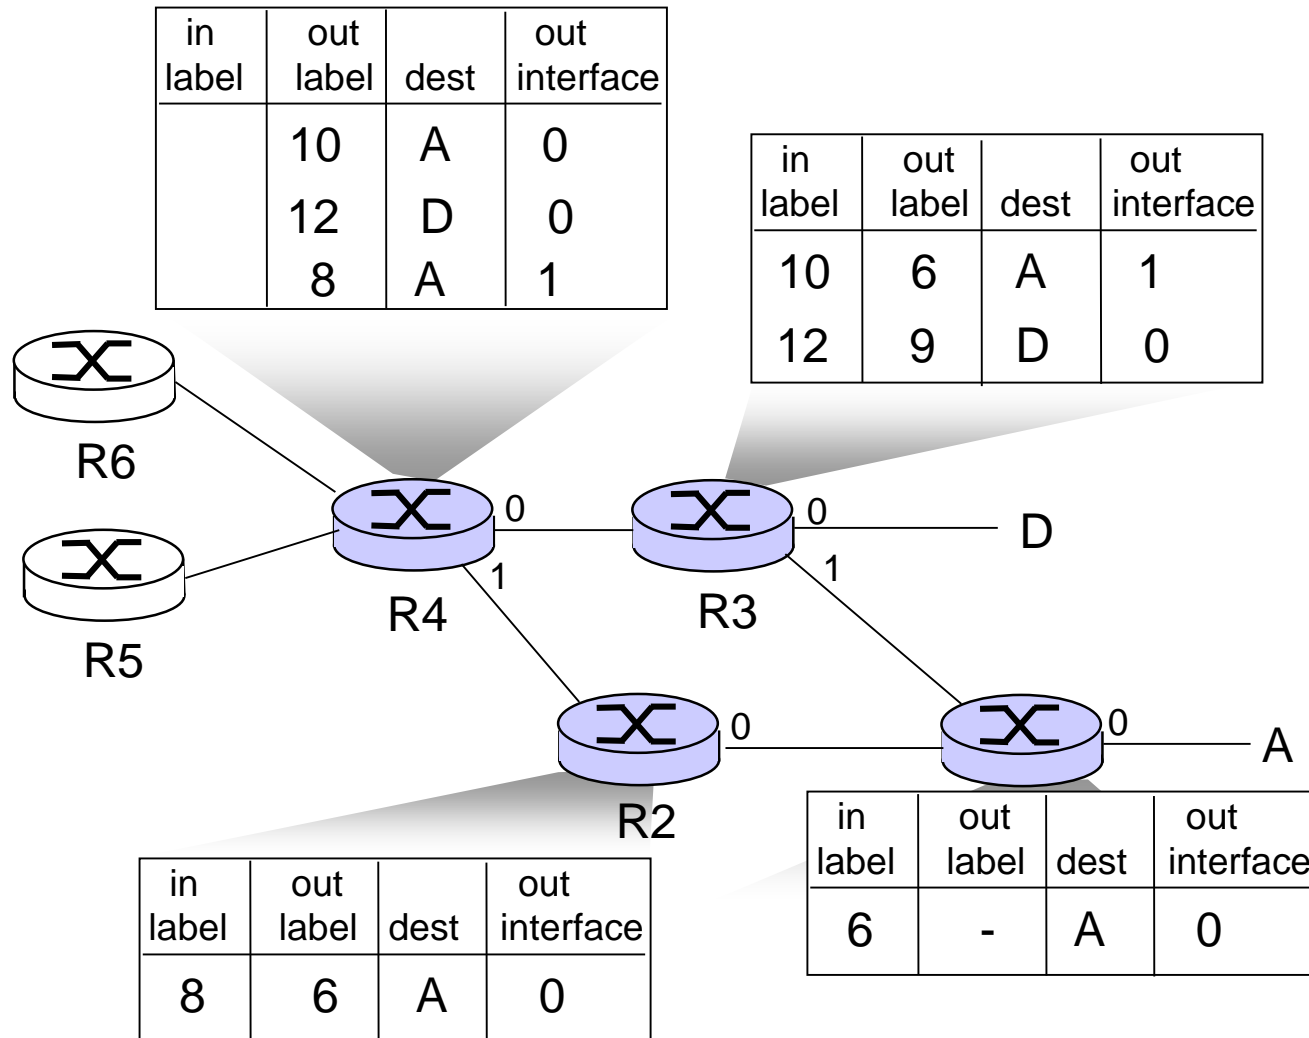 in out out
label label dest interface
10 A 0
12 D 0
8 A 1
in out out
label label dest interface
10 6 A 1
12 9 D 0
R6
0
0
D
1
1
R4
R3
R5
0
0
A
R2
in out out
label label dest interface
6 - A 0
in out out
label label dest interface
8 6 A 0